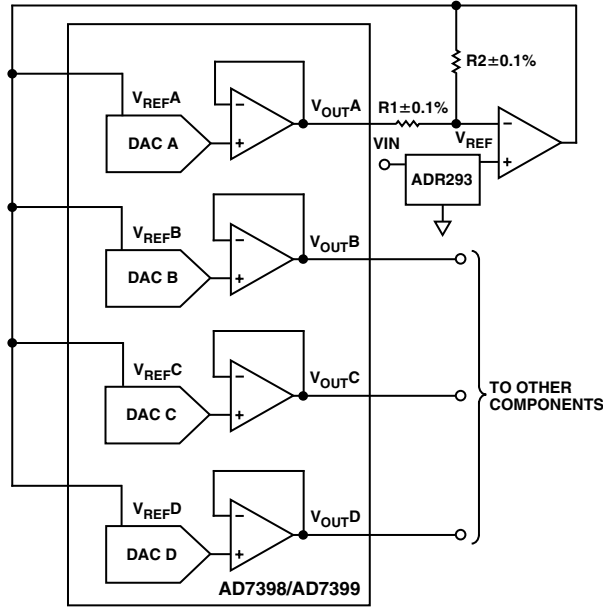 R2±0.1%
VREFA
VOUTA
R1±0.1%
−
+
DAC A
−
+
VIN
VREF
ADR293
VREFB
VOUTB
−
+
DAC B
VREFC
VOUTC
−
+
DAC C
TO OTHER
COMPONENTS
VREFD
VOUTD
−
+
DAC D
AD7398/AD7399